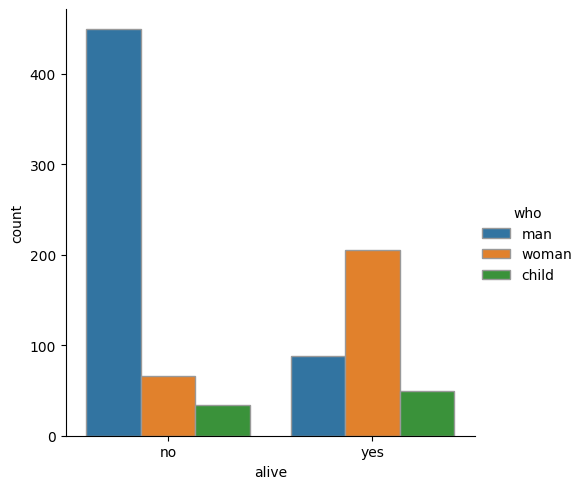 400
300
200
100
0
count
no
yes
alive
who
man
woman
child